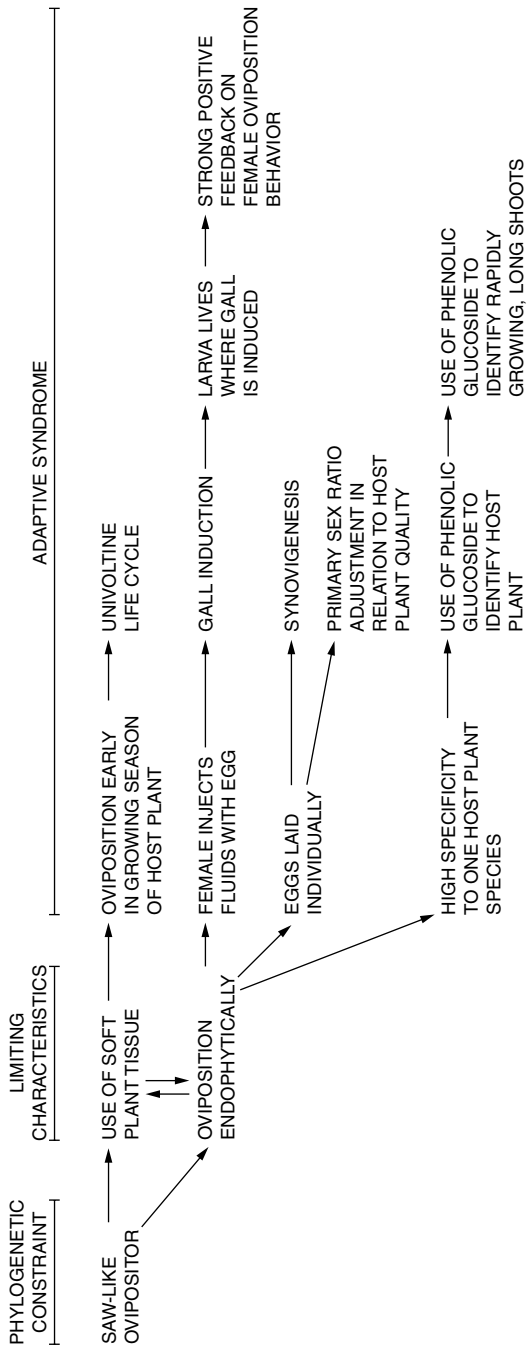 PHYLOGENETIC
CONSTRAINT
LIMITING
CHARACTERISTICS
ADAPTIVE SYNDROME
SAW-LIKE
OVIPOSITOR
USE OF SOFT
PLANT TISSUE
OVIPOSITION EARLY
IN GROWING SEASON
OF HOST PLANT
UNIVOLTINE
LIFE CYCLE
OVIPOSITION
ENDOPHYTICALLY
FEMALE INJECTS
FLUIDS WITH EGG
GALL INDUCTION
LARVA LIVES
WHERE GALL
IS INDUCED
STRONG POSITIVE
FEEDBACK ON
FEMALE OVIPOSITION
BEHAVIOR
EGGS LAID
INDIVIDUALLY
SYNOVIGENESIS
PRIMARY SEX RATIO
ADJUSTMENT IN
RELATION TO HOST
PLANT QUALITY
HIGH SPECIFICITY
TO ONE HOST PLANT
SPECIES
USE OF PHENOLIC
GLUCOSIDE TO
IDENTIFY HOST
PLANT
USE OF PHENOLIC
GLUCOSIDE TO
IDENTIFY RAPIDLY
GROWING, LONG SHOOTS